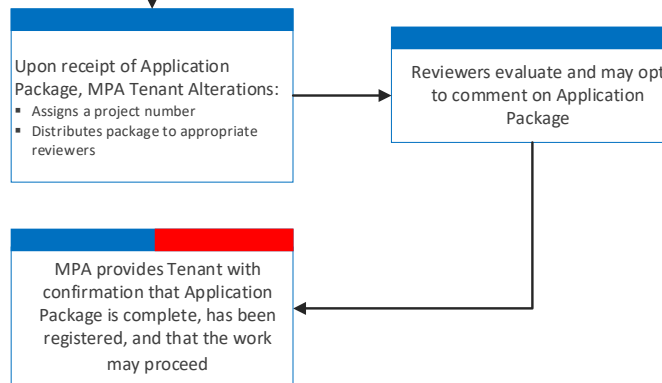 Upon receipt of Application
Package, MPA Tenant Alterations:
▪ Assigns a project number
▪ Distributes package to appropriate
reviewers
Reviewers evaluate and may opt
to comment on Application
Package
MPA provides Tenant with
confirmation that Application
Package is complete, has been
registered, and that the work
may proceed